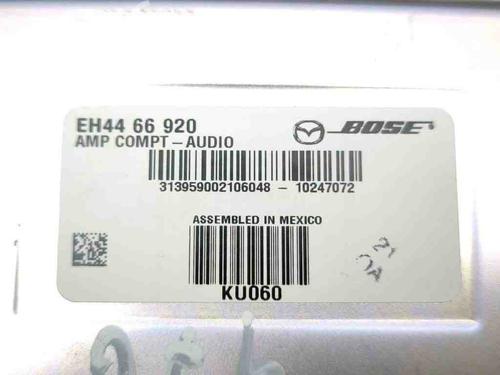 EH44 66 920
BOSE
AMP COMPT-AUDIO
313959002106048 - 10247072
ASSEMBLED IN MEXICO
KU060